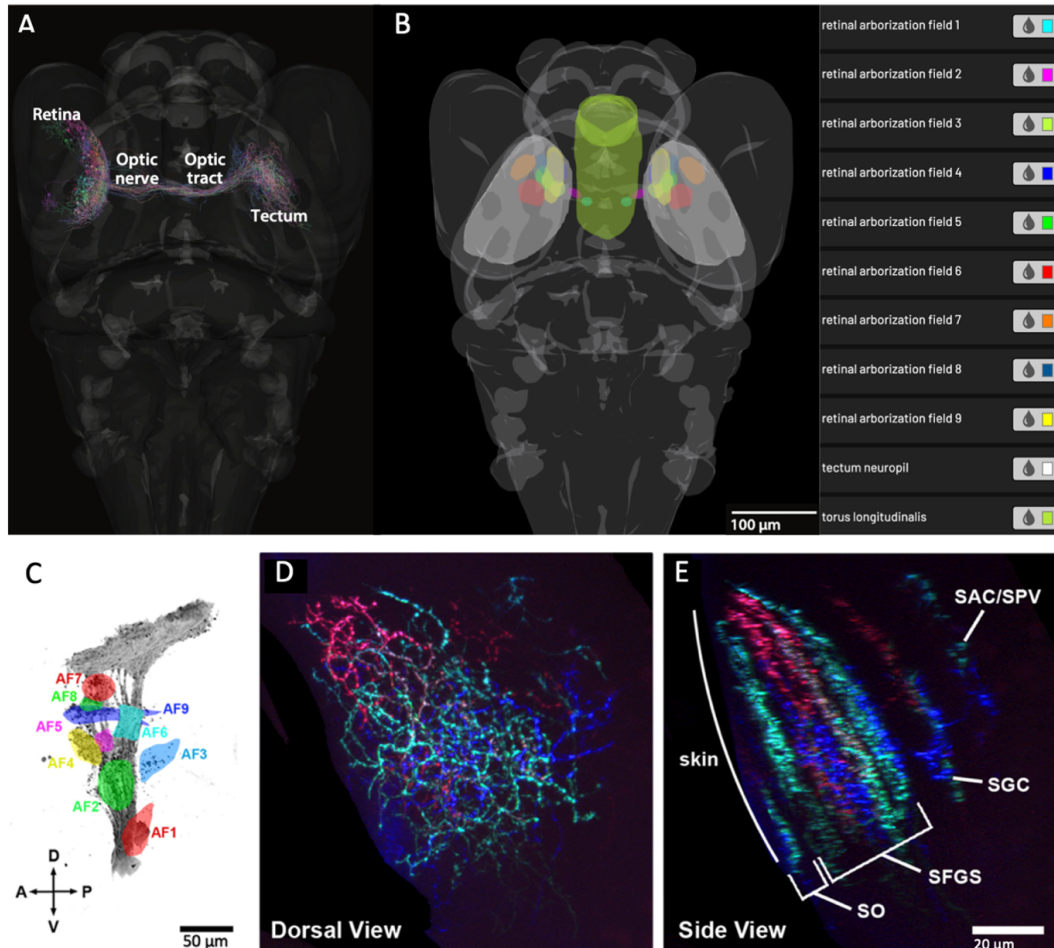 A
Retina
Optic
nerve
Optic
tract
Tectum
B
100 µm
retinal arborization field 1
retinal arborization field 2
retinal arborization field 3
retinal arborization field 4
retinal arborization field 5
retinal arborization field 6
retinal arborization field 7
retinal arborization field 8
retinal arborization field 9
tectum neuropil
torus longitudinalis
C
AF7
AF8
AF9
AF5
AF6
AF4
AF3
AF2
AF1
D
A
P
V
50 µm
D
Dorsal View
E
SAC/SPV
skin
SGC
SFGS
SO
Side View
20 µm